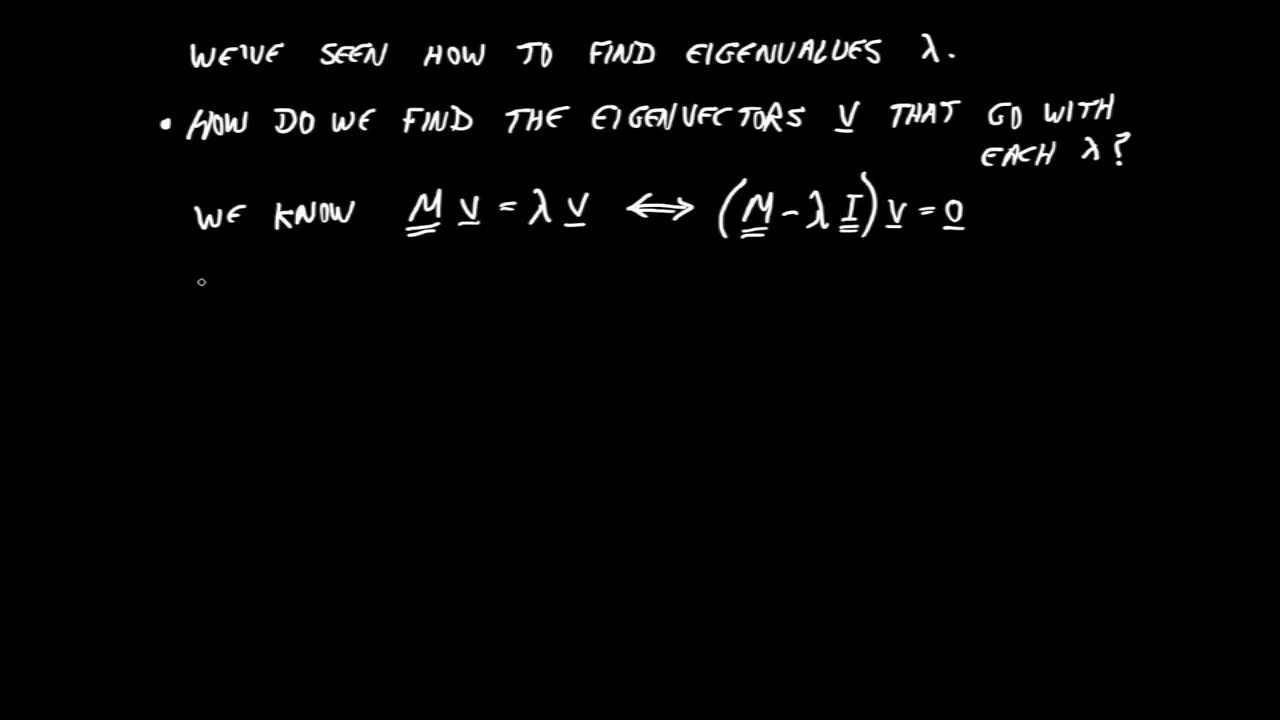 WE'VE SEEN HOW TO FIND EIGENVALUES λ.
• HOW DO WE FIND THE EIGENVECTORS V THAT GO WITH
EACH λ?
WE KNOW M V = λ V ⟺ (M - λ I) V = 0